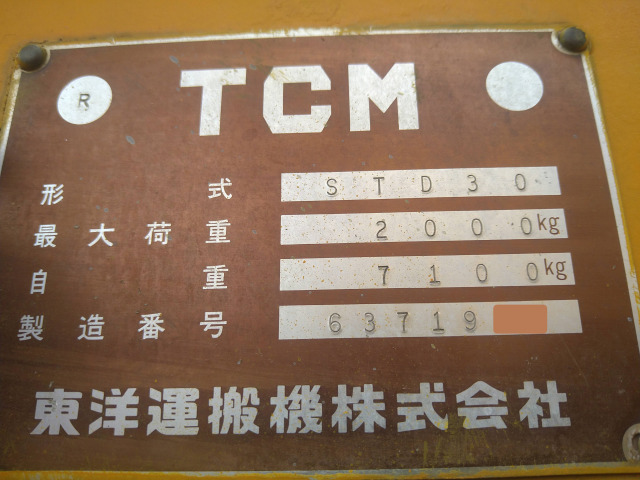 R TCM
形式 STD30
最大荷重 2000kg
自重 7100kg
製造番号 63719
東洋運搬機株式会社